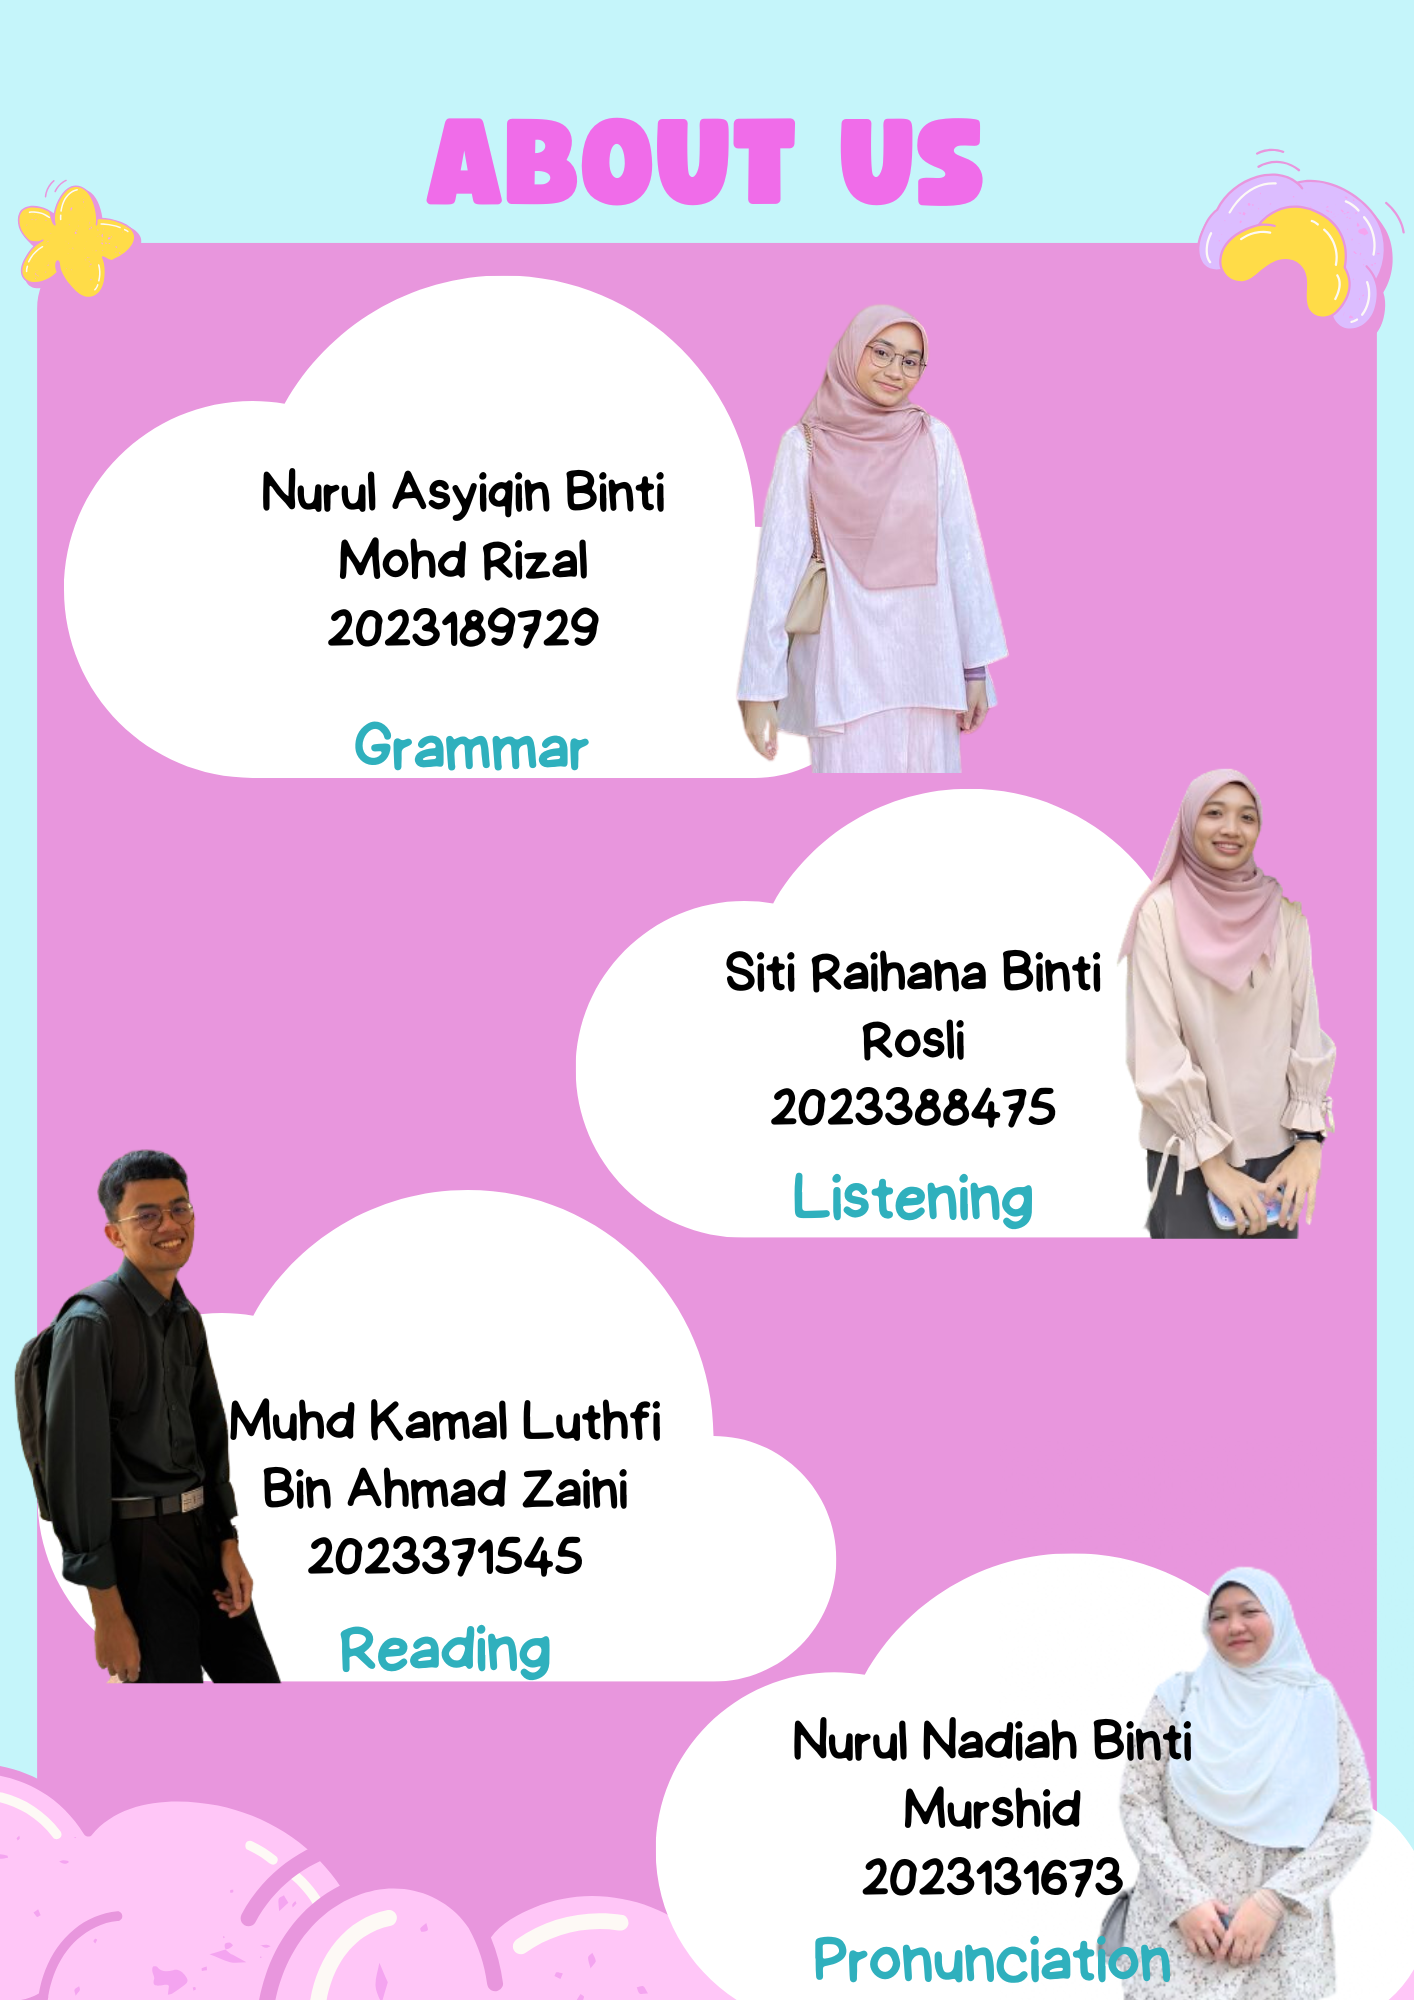 ABOUT US
Nurul Asyiqin Binti
Mohd Rizal
2023189729
Grammar
Siti Raihana Binti
Rosli
2023388475
Listening
Muhd Kamal Luthfi
Bin Ahmad Zaini
2023371545
Reading
Nurul Nadiah Binti
Murshid
2023131673
Pronunciation